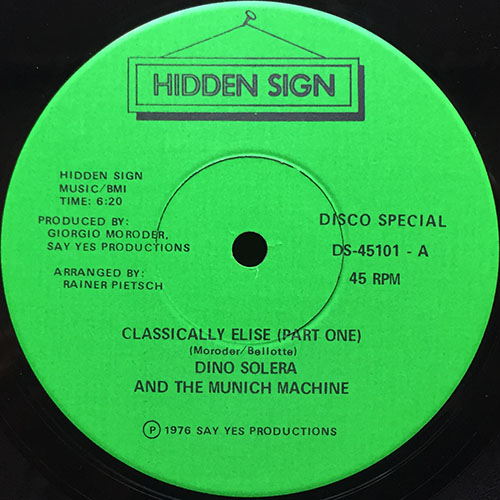 HIDDEN SIGN
HIDDEN SIGN
MUSIC/BMI
TIME: 6:20
PRODUCED BY:
GIORGIO MORODER,
SAY YES PRODUCTIONS
ARRANGED BY:
RAINER PIETSCH
DISCO SPECIAL
DS-45101 - A
45 RPM
CLASSICALLY ELISE (PART ONE)
(Moroder/Bellotte)
DINO SOLERA
AND THE MUNICH MACHINE
Ⓟ 1976 SAY YES PRODUCTIONS